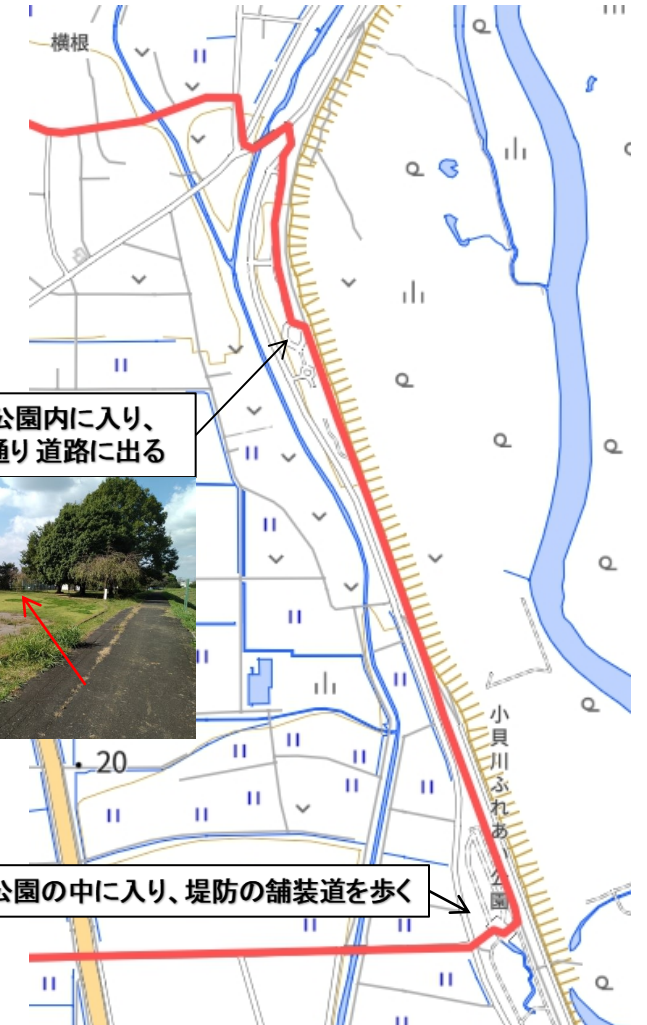 横根
公園内に入り、
通り 道路に出る
・20
小貝川ふれあい公園
公園の中に入り、堤防の舗装道を歩く